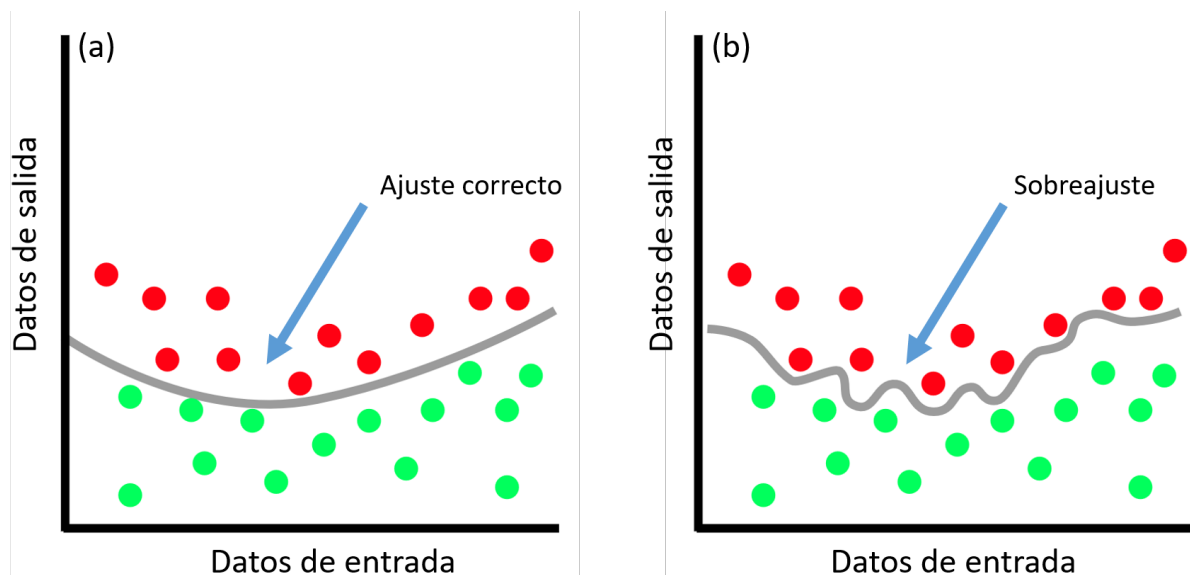 (a)
Ajuste correcto
Datos de salida
Datos de entrada
(b)
Sobreajuste
Datos de salida
Datos de entrada